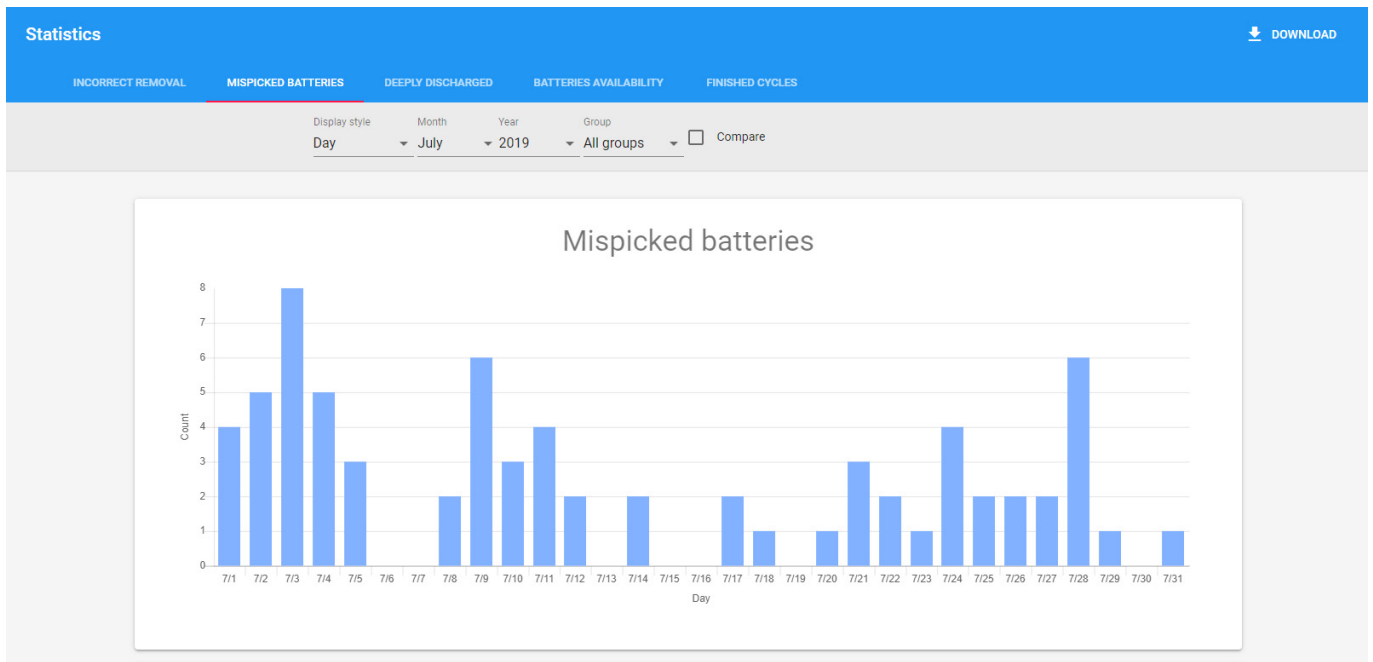 Statistics
DOWNLOAD
INCORRECT REMOVAL MISPICKED BATTERIES DEEPLY DISCHARGED BATTERIES AVAILABILITY FINISHED CYCLES
Display style Month Year Group
Day July 2019 All groups Compare
Mispicked batteries
8
7
6
5
4
3
2
1
0
Count
7/1 7/2 7/3 7/4 7/5 7/6 7/7 7/8 7/9 7/10 7/11 7/12 7/13 7/14 7/15 7/16 7/17 7/18 7/19 7/20 7/21 7/22 7/23 7/24 7/25 7/26 7/27 7/28 7/29 7/30 7/31
Day